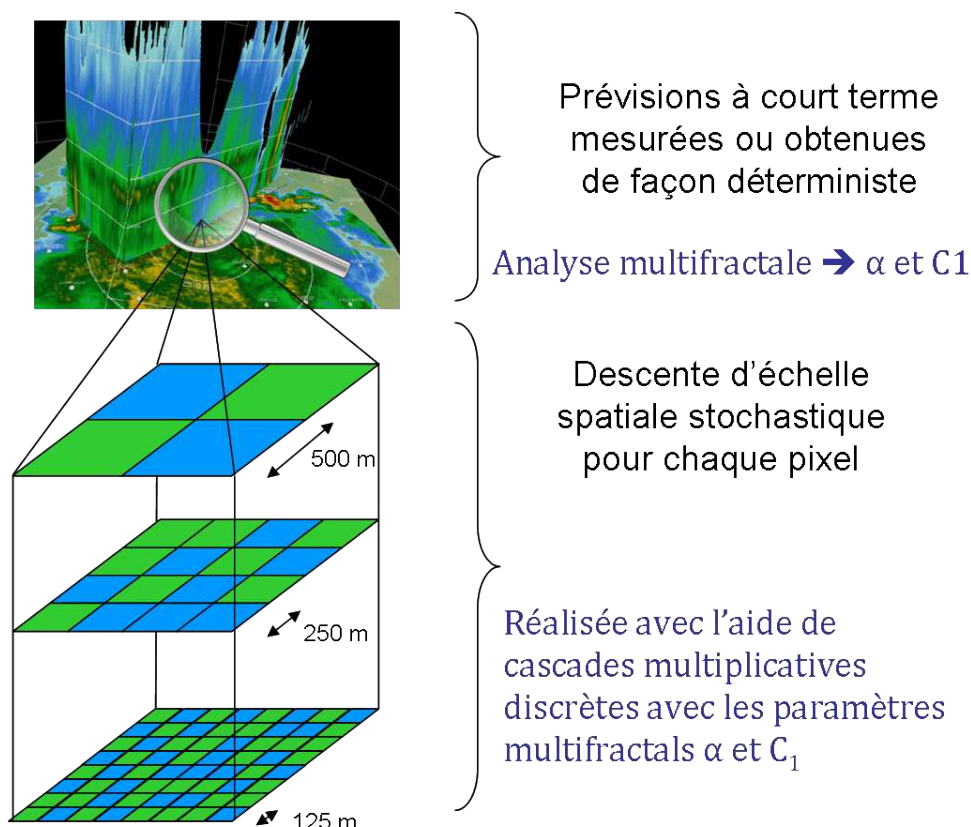 Prévisions à court terme
mesurées ou obtenues
de façon déterministe
Analyse multifractale ➔ α et C1
Descente d’échelle
spatiale stochastique
pour chaque pixel
500 m
250 m
Réalisée avec l’aide de
cascades multiplicatives
discrètes avec les paramètres
multifractals α et C₁
125 m